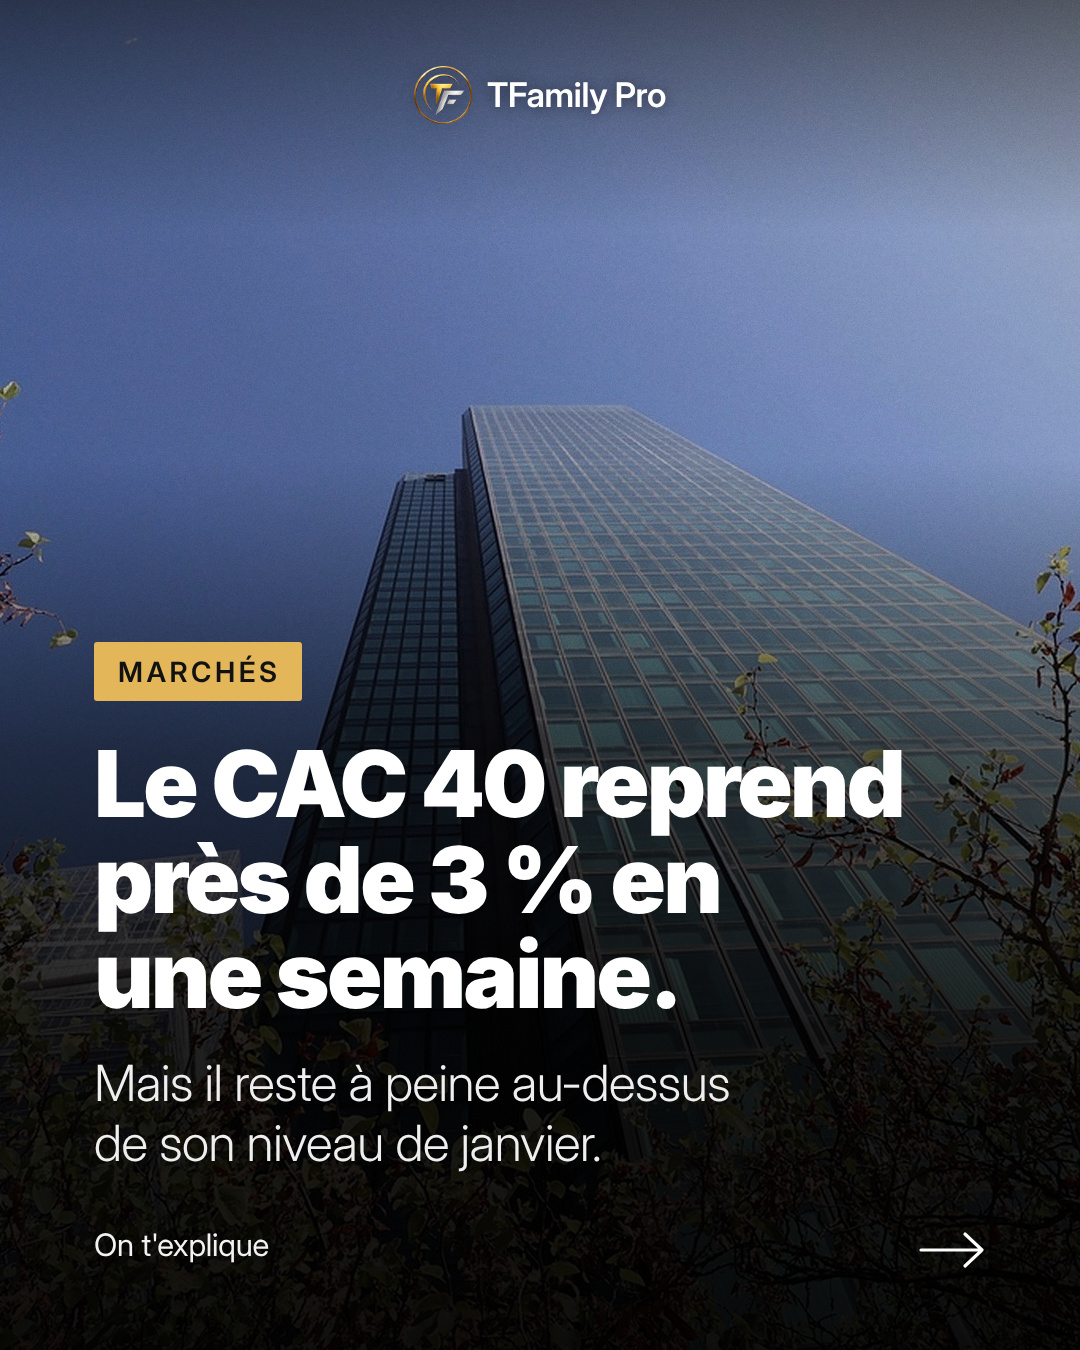 TFamily Pro
MARCHÉS
Le CAC 40 reprend
près de 3 % en
une semaine.
Mais il reste à peine au-dessus
de son niveau de janvier.
On t'explique